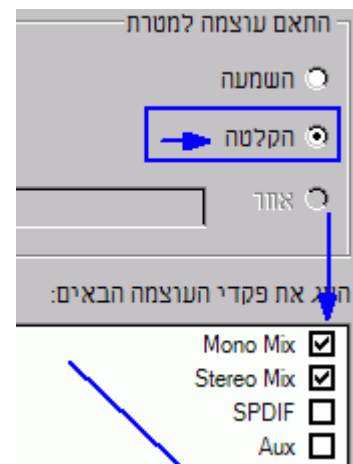 התאם עוצמה למטרת
השמעה
הקלטה
אחר
הצג את פקדי העוצמה הבאים:
Mono Mix
Stereo Mix
SPDIF
Aux